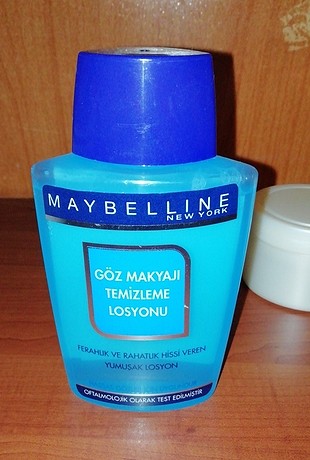 MAYBELLINE
NEW YORK
GÖZ MAKYAJI
TEMİZLEME
LOSYONU
FERAHLIK VE RAHATLIK HİSSİ VEREN
YUMUŞAK LOSYON
OFTALMOLOJİK OLARAK TEST EDİLMİŞTİR